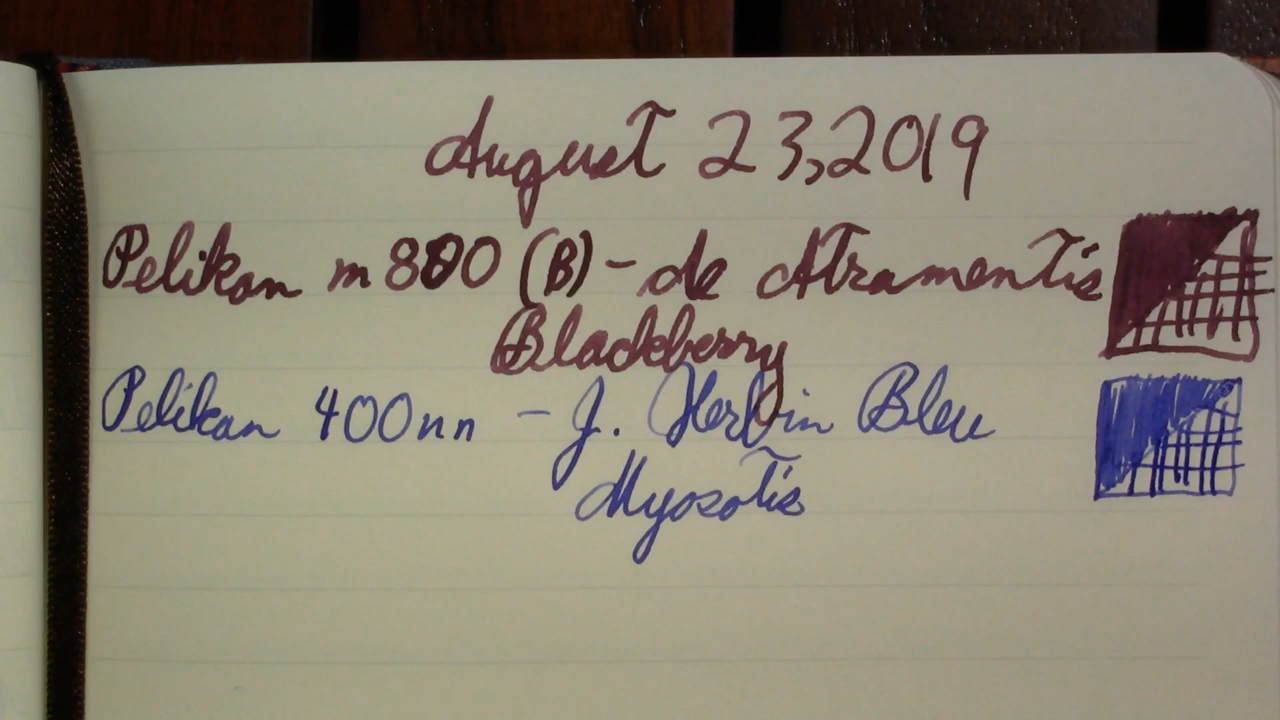 August 23, 2019
Pelikan m800 (B) - de Atramentis
Blackberry
Pelikan 400nn - J. Herbin Bleu
Myosotis